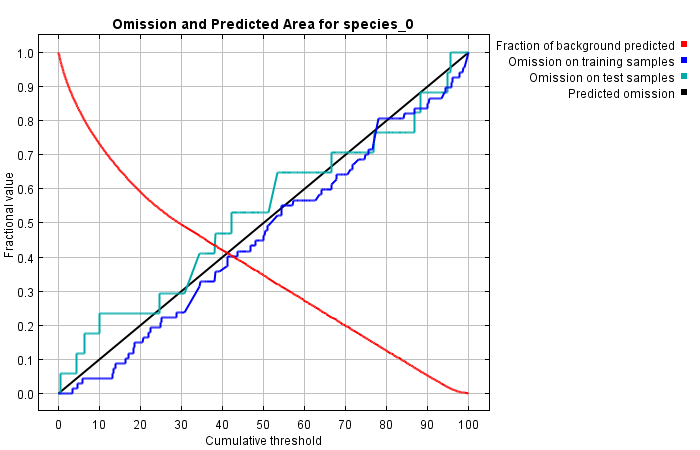 Omission and Predicted Area for species_0
Fraction of background predicted
Omission on training samples
Omission on test samples
Predicted omission
Fractional value
1.0
0.9
0.8
0.7
0.6
0.5
0.4
0.3
0.2
0.1
0.0
0 10 20 30 40 50 60 70 80 90 100
Cumulative threshold